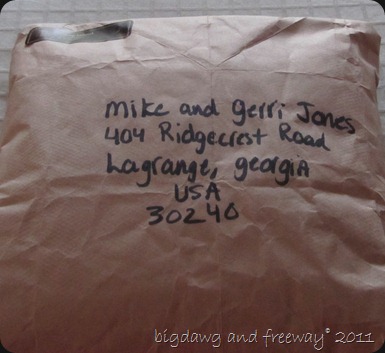 Mike and Gerri Jones
404 Ridgecrest Road
Lagrange, georgia
USA
30240
bigdawg and freeway© 2011